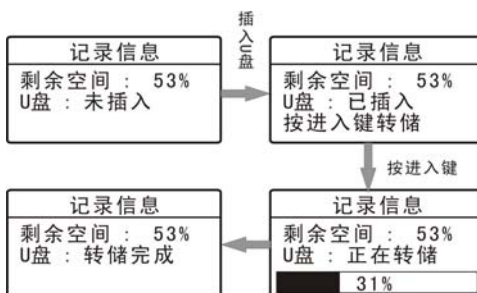 记录信息
剩余空间 : 53%
U盘 : 未插入
插入U盘
记录信息
剩余空间 : 53%
U盘 : 已插入
按进入键转储
按进入键
记录信息
剩余空间 : 53%
U盘 : 正在转储
31%
记录信息
剩余空间 : 53%
U盘 : 转储完成